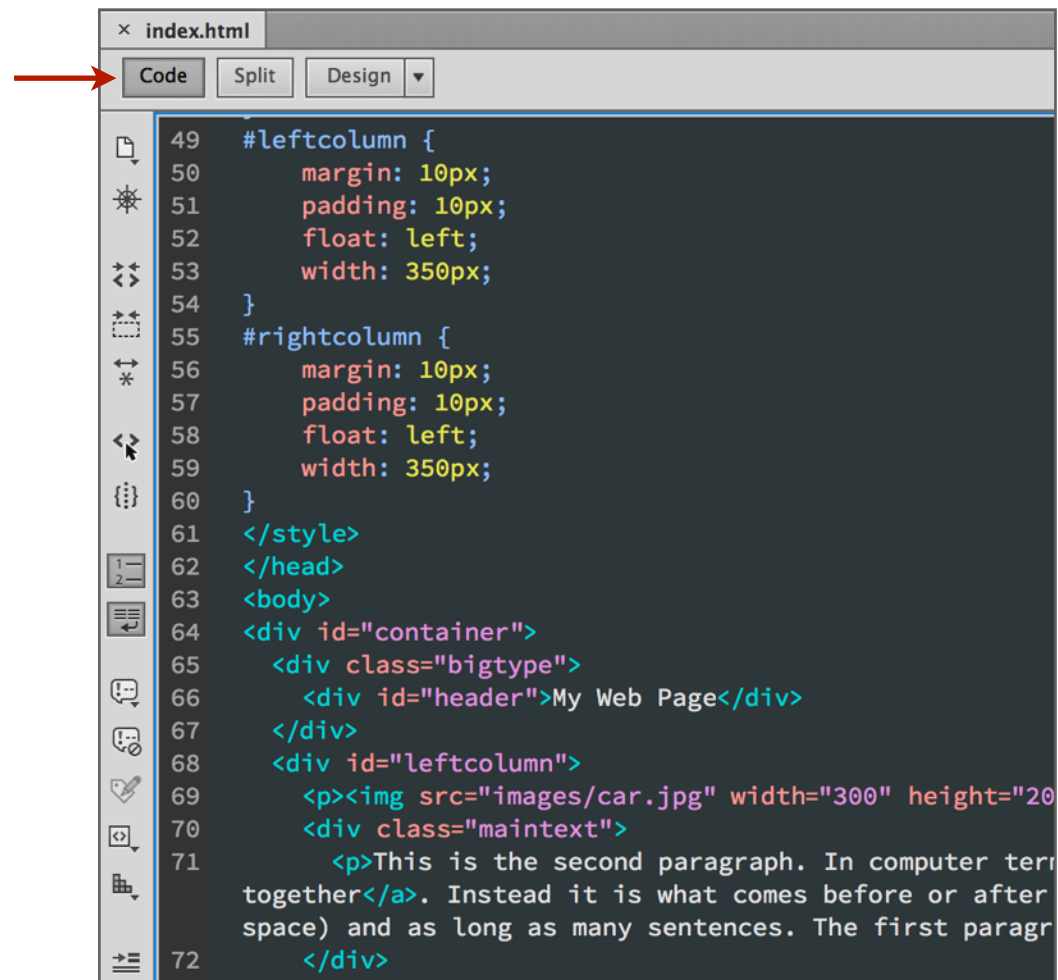 × index.html
Code Split Design ▼
49 #leftcolumn {
50 margin: 10px;
51 padding: 10px;
52 float: left;
53 width: 350px;
54 }
55 #rightcolumn {
56 margin: 10px;
57 padding: 10px;
58 float: left;
59 width: 350px;
60 }
61 </style>
62 </head>
63 <body>
64 <div id="container">
65 <div class="bigtype">
66 <div id="header">My Web Page</div>
67 </div>
68 <div id="leftcolumn">
69 <p><img src="images/car.jpg" width="300" height="20
70 <div class="maintext">
71 <p>This is the second paragraph. In computer ter
together</a>. Instead it is what comes before or after
space) and as long as many sentences. The first paragr
72 </div>